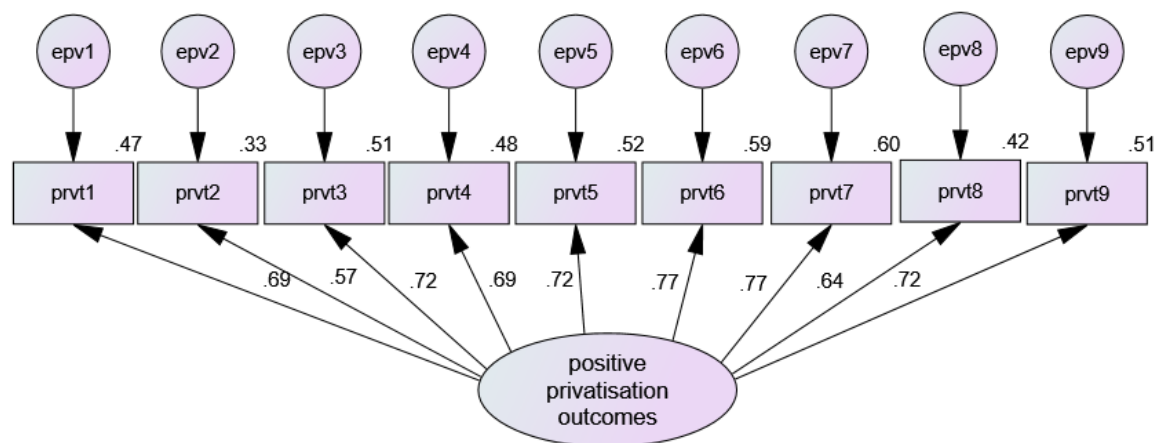 epv1 epv2 epv3 epv4 epv5 epv6 epv7 epv8 epv9
.47 .33 .51 .48 .52 .59 .60 .42 .51
prvt1 prvt2 prvt3 prvt4 prvt5 prvt6 prvt7 prvt8 prvt9
.69 .57 .72 .69 .72 .77 .77 .64 .72
positive
privatisation
outcomes